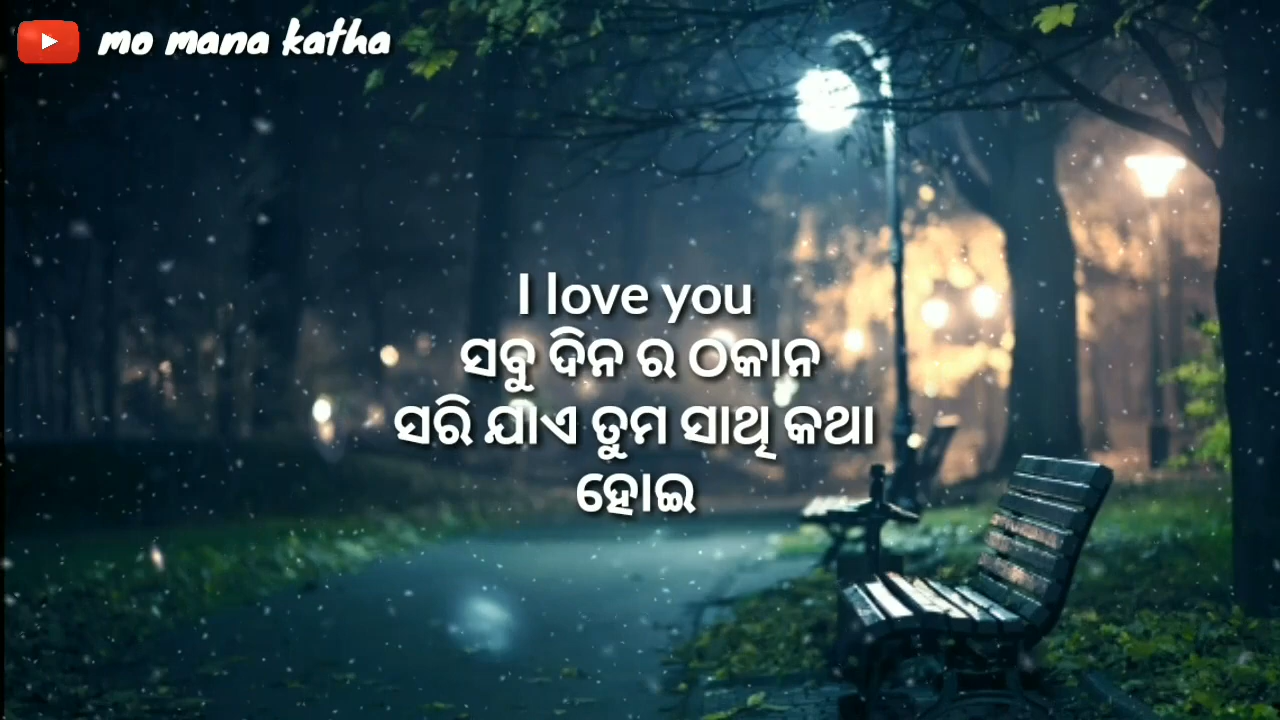 mo mana katha
I love you
ସବୁ ଦିନ ର ଠକାନ
ସରି ଯାଏ ତୁମ ସାଥି କଥା
ହୋଇ